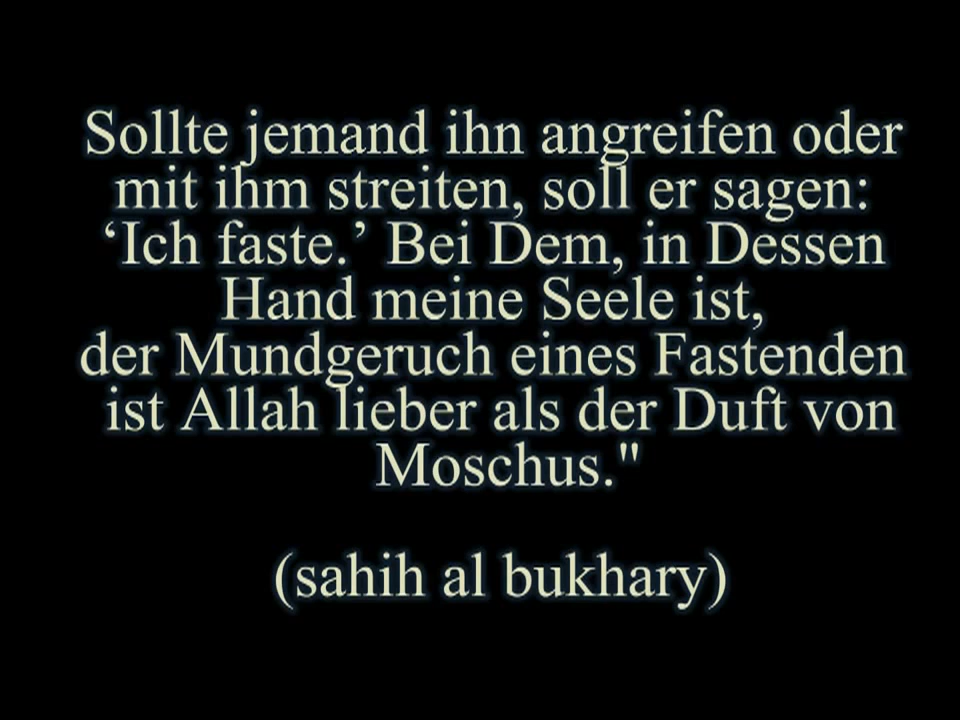 Sollte jemand ihn angreifen oder
mit ihm streiten, soll er sagen:
‘Ich faste.’ Bei Dem, in Dessen
Hand meine Seele ist,
der Mundgeruch eines Fastenden
ist Allah lieber als der Duft von
Moschus."
(sahih al bukhary)